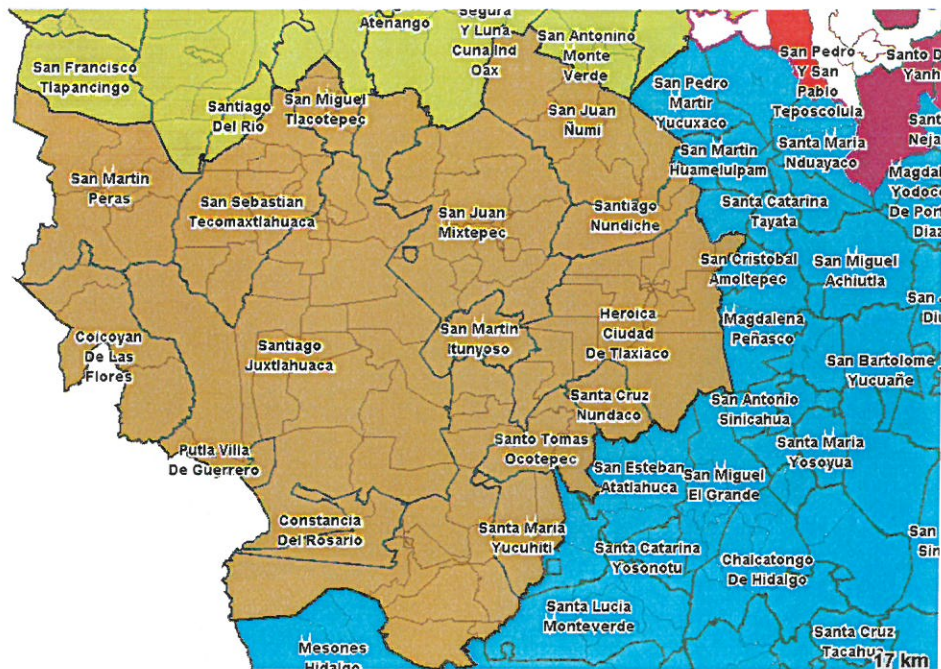 Atenango
Segura
Y Luna
Cuna Ind
Oax
San Antonino
Monte
Verde
San Pedro
Y San
Pablo
Teposcolula
San Francisco
Tlapancingo
Santiago
Del Rio
San Miguel
Tlacotepec
San Juan
Ñumi
San Pedro
Martir
Yucuxaco
San Martin
Huamelulpam
Santa Maria
Nduayaco
San Martin
Peras
San Sebastian
Tecomaxtlahuaca
San Juan
Mixtepec
Santiago
Nundiche
Santa Catarina
Tayata
San Cristobal
Amoltepec
San Miguel
Achiutla
Coicoyan
De Las
Flores
Santiago
Juxtlahuaca
San Martin
Itunyoso
Heroica
Ciudad
De Tlaxiaco
Magdalena
Peñasco
San Bartolome
Yucuañe
Santa Cruz
Nundaco
San Antonio
Sinicahua
Putla Villa
De Guerrero
Santo Tomas
Ocotepec
San Esteban
Atatlahuca
San Miguel
El Grande
Santa Maria
Yosoyua
Constancia
Del Rosario
Santa Maria
Yucuhiti
Santa Catarina
Yosonotu
Chalcatongo
De Hidalgo
Santa Lucia
Monteverde
Mesones
Hidalgo
Santa Cruz
Tacahua
17 km